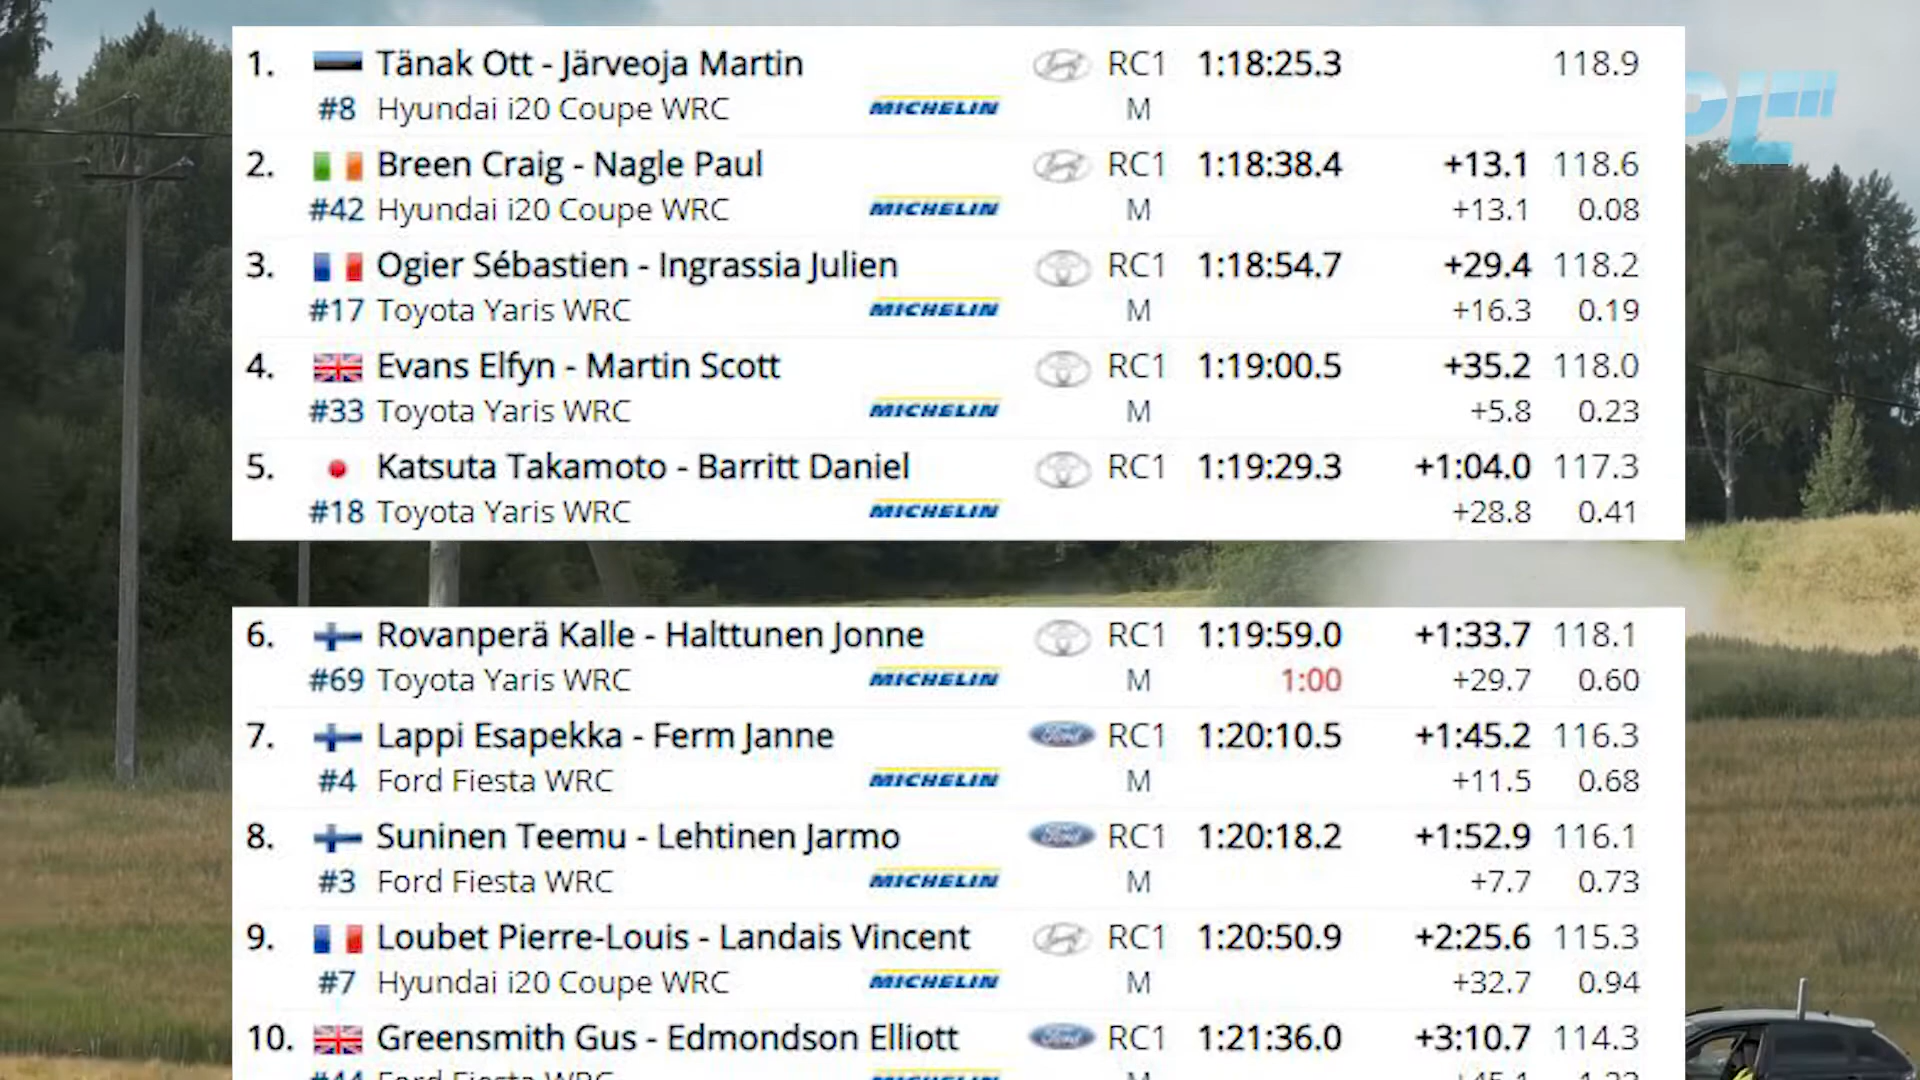 1. Tänak Ott - Järveoja Martin RC1 1:18:25.3 118.9
#8 Hyundai i20 Coupe WRC MICHELIN M
2. Breen Craig - Nagle Paul RC1 1:18:38.4 +13.1 118.6
#42 Hyundai i20 Coupe WRC MICHELIN M +13.1 0.08
3. Ogier Sébastien - Ingrassia Julien RC1 1:18:54.7 +29.4 118.2
#17 Toyota Yaris WRC MICHELIN M +16.3 0.19
4. Evans Elfyn - Martin Scott RC1 1:19:00.5 +35.2 118.0
#33 Toyota Yaris WRC MICHELIN M +5.8 0.23
5. Katsuta Takamoto - Barritt Daniel RC1 1:19:29.3 +1:04.0 117.3
#18 Toyota Yaris WRC MICHELIN +28.8 0.41
6. Rovanperä Kalle - Halttunen Jonne RC1 1:19:59.0 +1:33.7 118.1
#69 Toyota Yaris WRC MICHELIN M 1:00 +29.7 0.60
7. Lappi Esapekka - Ferm Janne Ford RC1 1:20:10.5 +1:45.2 116.3
#4 Ford Fiesta WRC MICHELIN M +11.5 0.68
8. Suninen Teemu - Lehtinen Jarmo Ford RC1 1:20:18.2 +1:52.9 116.1
#3 Ford Fiesta WRC MICHELIN M +7.7 0.73
9. Loubet Pierre-Louis - Landais Vincent RC1 1:20:50.9 +2:25.6 115.3
#7 Hyundai i20 Coupe WRC MICHELIN M +32.7 0.94
10. Greensmith Gus - Edmondson Elliott Ford RC1 1:21:36.0 +3:10.7 114.3
#44 Ford Fiesta WRC MICHELIN M +45.1